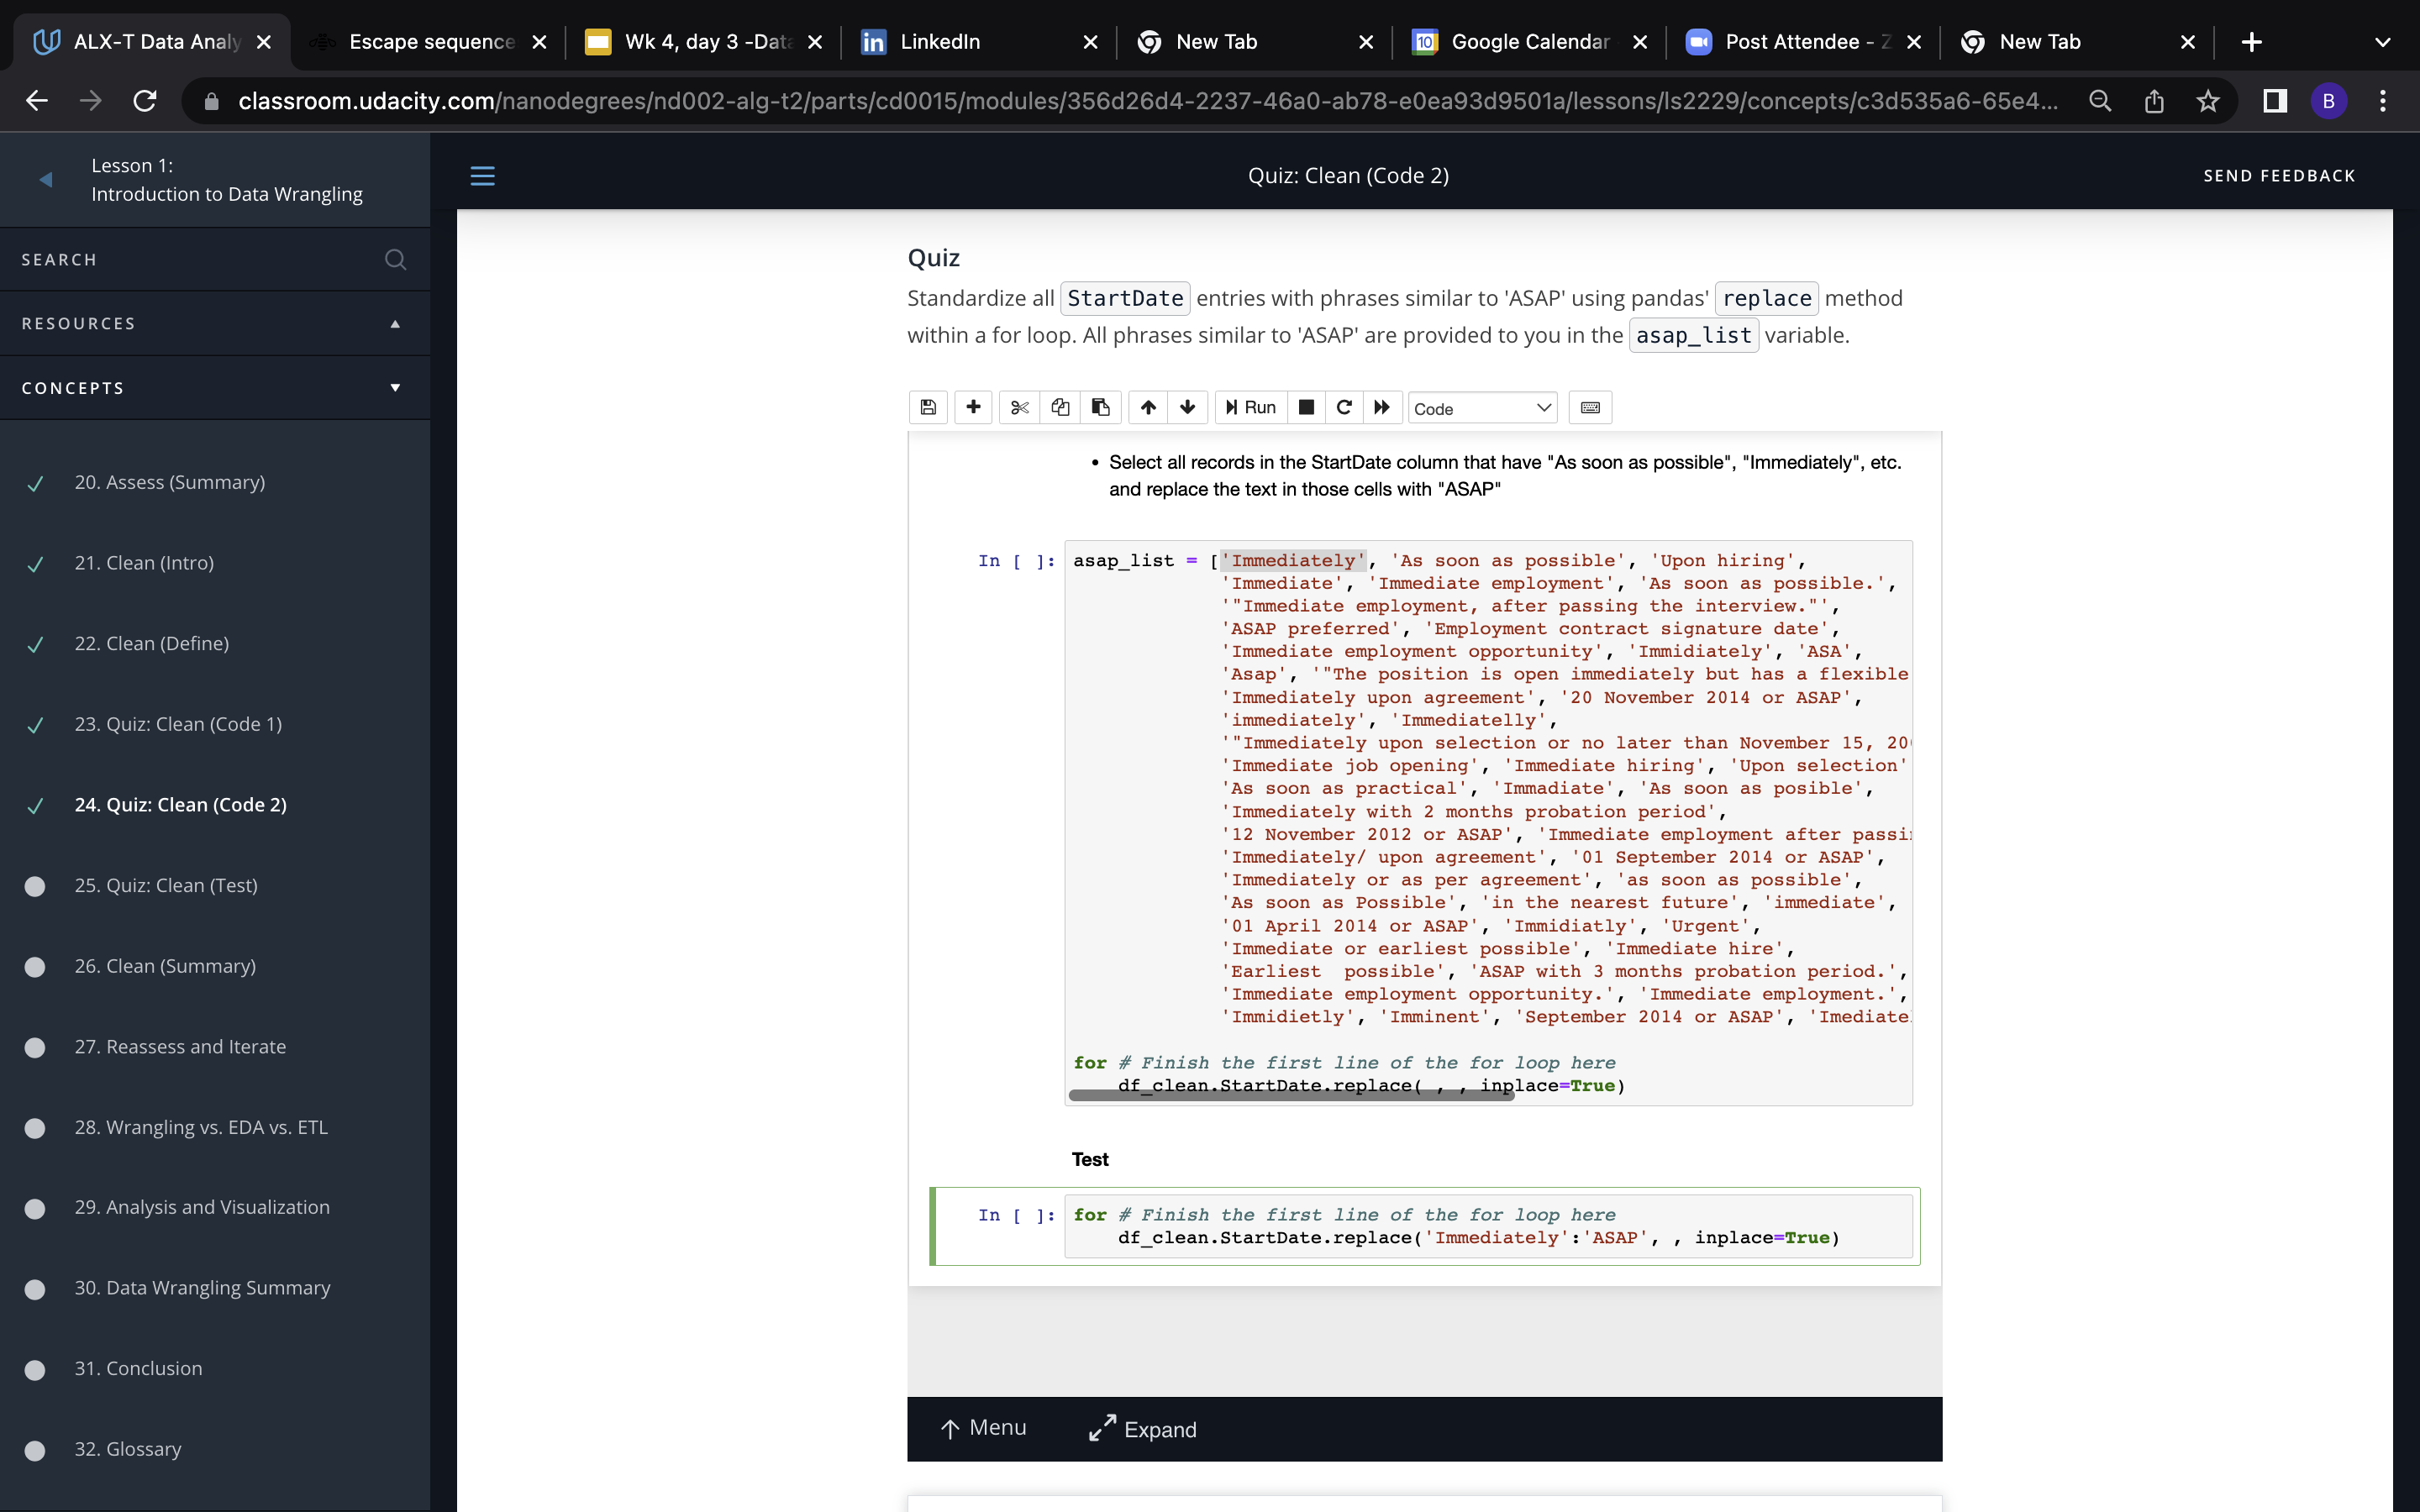 ALX-T Data Analy
Escape sequence
Wk 4, day 3 -Data
LinkedIn
New Tab
Google Calendar
Post Attendee - Z
New Tab
classroom.udacity.com/nanodegrees/nd002-alg-t2/parts/cd0015/modules/356d26d4-2237-46a0-ab78-e0ea93d9501a/lessons/ls2229/concepts/c3d535a6-65e4...
B
Lesson 1:
Introduction to Data Wrangling
SEARCH
RESOURCES
CONCEPTS
20. Assess (Summary)
21. Clean (Intro)
22. Clean (Define)
23. Quiz: Clean (Code 1)
24. Quiz: Clean (Code 2)
25. Quiz: Clean (Test)
26. Clean (Summary)
27. Reassess and Iterate
28. Wrangling vs. EDA vs. ETL
29. Analysis and Visualization
30. Data Wrangling Summary
31. Conclusion
32. Glossary
Quiz: Clean (Code 2)
SEND FEEDBACK
Quiz
Standardize all StartDate entries with phrases similar to 'ASAP' using pandas' replace method
within a for loop. All phrases similar to 'ASAP' are provided to you in the asap_list variable.
Run
Code
• Select all records in the StartDate column that have "As soon as possible", "Immediately", etc.
and replace the text in those cells with "ASAP"
In [ ]: asap_list = ['Immediately', 'As soon as possible', 'Upon hiring',
'Immediate', 'Immediate employment', 'As soon as possible.',
'"Immediate employment, after passing the interview."',
'ASAP preferred', 'Employment contract signature date',
'Immediate employment opportunity', 'Immidiately', 'ASA',
'Asap', '"The position is open immediately but has a flexible
'Immediately upon agreement', '20 November 2014 or ASAP',
'immediately', 'Immediatelly',
'"Immediately upon selection or no later than November 15, 20
'Immediate job opening', 'Immediate hiring', 'Upon selection'
'As soon as practical', 'Immadiate', 'As soon as posible',
'Immediately with 2 months probation period',
'12 November 2012 or ASAP', 'Immediate employment after passi
'Immediately/ upon agreement', '01 September 2014 or ASAP',
'Immediately or as per agreement', 'as soon as possible',
'As soon as Possible', 'in the nearest future', 'immediate',
'01 April 2014 or ASAP', 'Immidiatly', 'Urgent',
'Immediate or earliest possible', 'Immediate hire',
'Earliest  possible', 'ASAP with 3 months probation period.',
'Immediate employment opportunity.', 'Immediate employment.',
'Immidietly', 'Imminent', 'September 2014 or ASAP', 'Imediate
for # Finish the first line of the for loop here
df_clean.StartDate.replace( , , inplace=True)
Test
In [ ]: for # Finish the first line of the for loop here
df_clean.StartDate.replace('Immediately':'ASAP', , inplace=True)
Menu
Expand